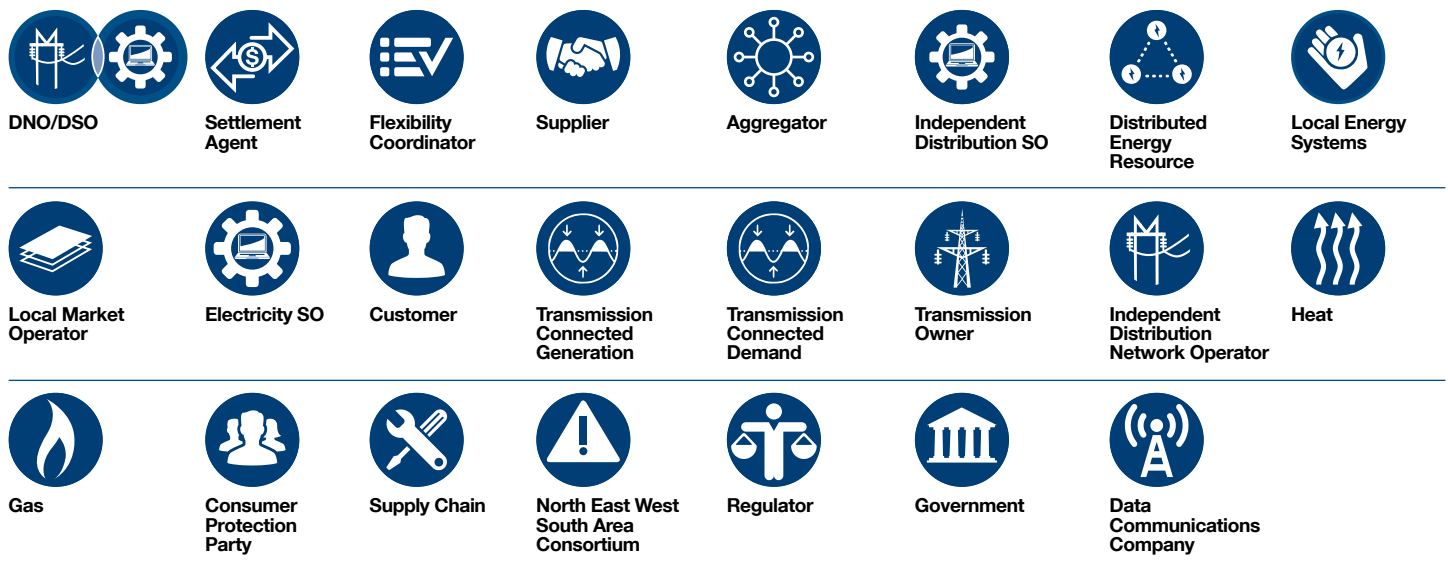 DNO/DSO
Settlement
Agent
Flexibility
Coordinator
Supplier
Aggregator
Independent
Distribution SO
Distributed
Energy
Resource
Local Energy
Systems
Local Market
Operator
Electricity SO
Customer
Transmission
Connected
Generation
Transmission
Connected
Demand
Transmission
Owner
Independent
Distribution
Network Operator
Heat
Gas
Consumer
Protection
Party
Supply Chain
North East West
South Area
Consortium
Regulator
Government
Data
Communications
Company